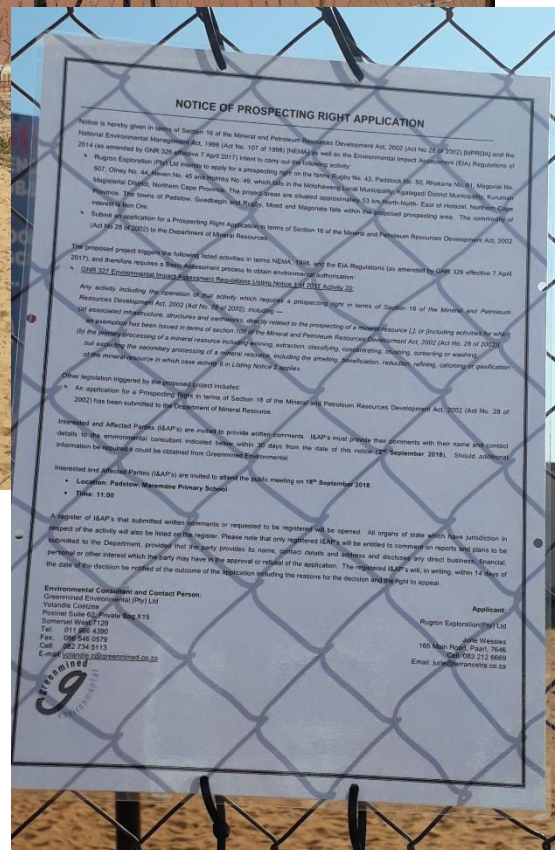 NOTICE OF PROSPECTING RIGHT APPLICATION
Notice is hereby given in terms of Section 16 of the Mineral and Petroleum Resources Development Act, 2002 (Act No 28 of 2002) [MPRDA] and the
National Environmental Management Act, 1998 (Act No. 107 of 1998) [NEMA] as well as the Environmental Impact Assessment (EIA) Regulations of
2014 (as amended by GNR 326 effective 7 April 2017) intent to carry out the following activity:
Rugron Exploration (Pty) Ltd intends to apply for a prospecting right on the farms Rugby No. 43, Padstock No. 50, Rhukana No. 51, Magonial No.
507, Olney No. 44, Neven No. 45 and Holmby No. 49, which falls in the Motshaweng Local Municipality, Kgalakgadi District Municipality, Kuruman
Magisterial District, Northern Cape Province. The project areas are situated approximately 53 km North-North- East of Hotazel, Northern Cape
Province. The towns of Padstow, Goedbegin and Rugby, Moed and Magonate falls within the proposed prospecting area. The commodity of
interest is Iron Ore.
Submit an application for a Prospecting Right Application in terms of Section 16 of the Mineral and Petroleum Resources Development Act, 2002
(Act No 28 of 2002) to the Department of Mineral Resources
The proposed project triggers the following listed activities in terms NEMA, 1998, and the EIA Regulations (as amended by GNR 326 effective 7 April
2017), and therefore requires a Basic Assessment process to obtain environmental authorisation:
GNR 327 Environmental Impact Assessment Regulations Listing Notice 1 of 2017 Activity 20:
Any activity including the operation of that activity which requires a prospecting right in terms of Section 16 of the Mineral and Petroleum
Resources Development Act, 2002 (Act No. 28 of 2002), including —
(a) associated infrastructure, structures and earthworks, directly related to the prospecting of a mineral resource [,]; or [including activities for which
an exemption has been issued in terms of section 106 of the Mineral and Petroleum Resources Development Act, 2002 (Act No. 28 of 2002)]
(b) the primary processing of a mineral resource including winning, extraction, classifying, concentrating, crushing, screening or washing;
but excluding the secondary processing of a mineral resource, including the smelting, beneficiation, reduction, refining, calcining or gasification
of the mineral resource in which case activity 6 in Listing Notice 2 applies.
Other legislation triggered by the proposed project includes:
An application for a Prospecting Right in terms of Section 16 of the Mineral and Petroleum Resources Development Act, 2002 (Act No. 28 of
2002) has been submitted to the Department of Mineral Resource.
Interested and Affected Parties (I&AP's) are invited to provide written comments. I&AP's must provide their comments with their name and contact
details to the environmental consultant indicated below within 30 days from the date of this notice (3rd September 2018). Should additional
information be required it could be obtained from Greenmined Environmental.
Interested and Affected Parties (I&AP's) are invited to attend the public meeting on 18th September 2018.
Location: Padstow: Maremane Primary School
Time: 11:00
A register of I&AP's that submitted written comments or requested to be registered will be opened. All organs of state which have jurisdiction in
respect of the activity will also be listed on the register. Please note that only registered I&AP's will be entitled to comment on reports and plans to be
submitted to the Department, provided that the party provides its name, contact details and address and discloses any direct business, financial,
personal or other interest which the party may have in the approval or refusal of the application. The registered I&AP's will, in writing, within 14 days of
the date of the decision be notified of the outcome of the application including the reasons for the decision and the right to appeal.
Environmental Consultant and Contact Person:
Greenmined Environmental (Pty) Ltd
Yolandie Coetzee
Postnet Suite 62, Private Bag X15
Somerset West 7129
Tel: 011 966 4390
Fax: 086 546 0579
Cell: 082 734 5113
E-mail: yolandie.c@greenmined.co.za
Applicant:
Rugron Exploration (Pty) Ltd
Jurie Wessels
165 Main Road, Paarl, 7646
Cell: 083 212 6669
Email: jurie@terranostra.co.za
greenmined
environmental